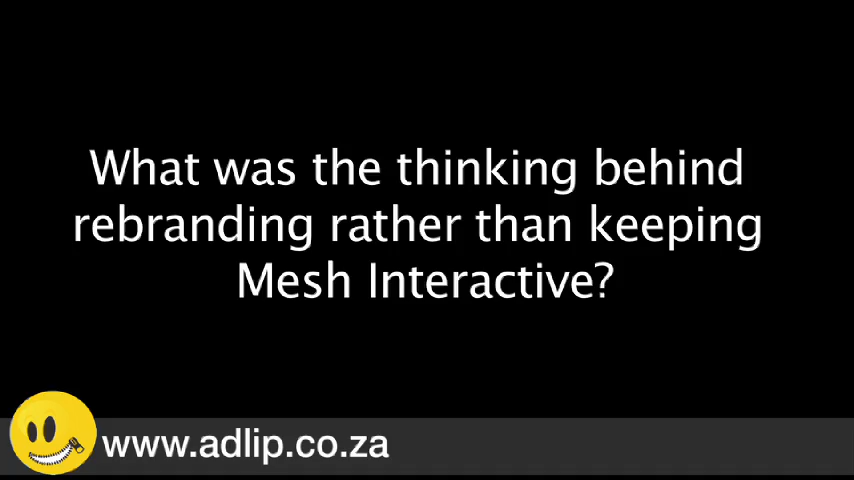 What was the thinking behind
rebranding rather than keeping
Mesh Interactive?
www.adlip.co.za